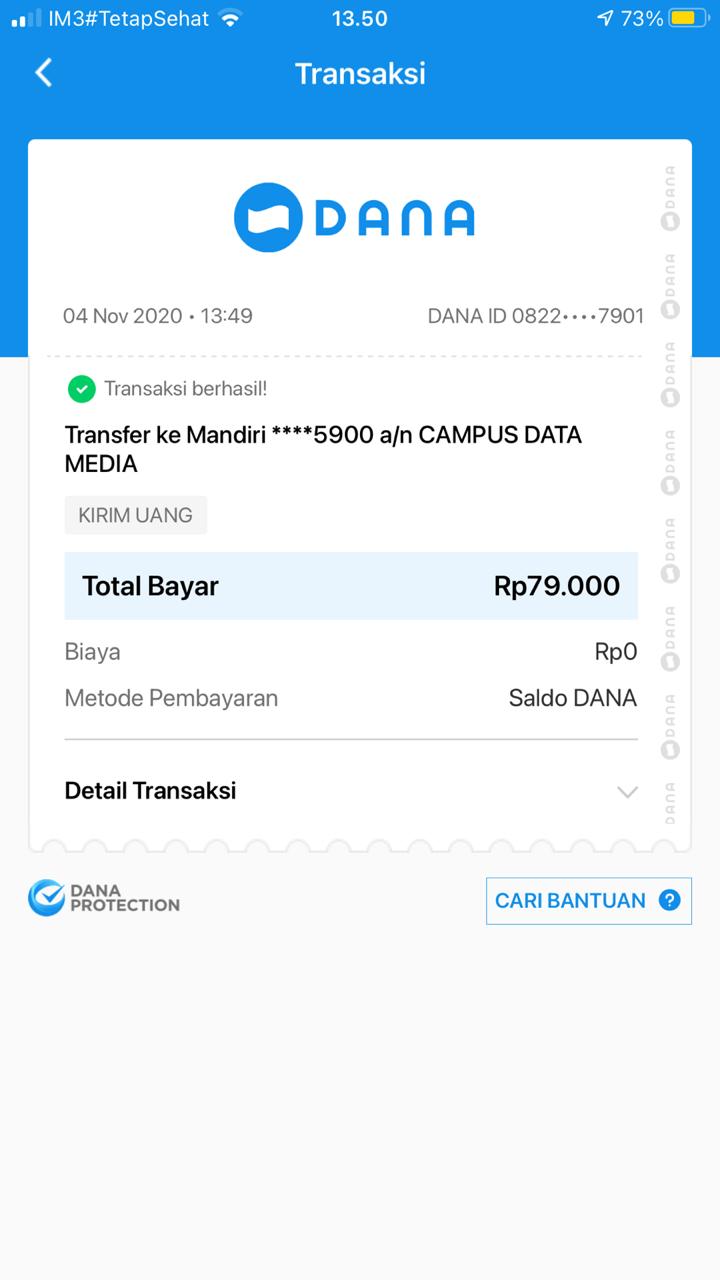 IM3#TetapSehat 13.50 73%
Transaksi
DANA
04 Nov 2020 • 13:49 DANA ID 0822••••7901
Transaksi berhasil!
Transfer ke Mandiri ****5900 a/n CAMPUS DATA
MEDIA
KIRIM UANG
Total Bayar Rp79.000
Biaya Rp0
Metode Pembayaran Saldo DANA
Detail Transaksi
DANA
DANA
DANA
DANA
DANA
DANA
DANA
DANA
DANA
PROTECTION
CARI BANTUAN ?